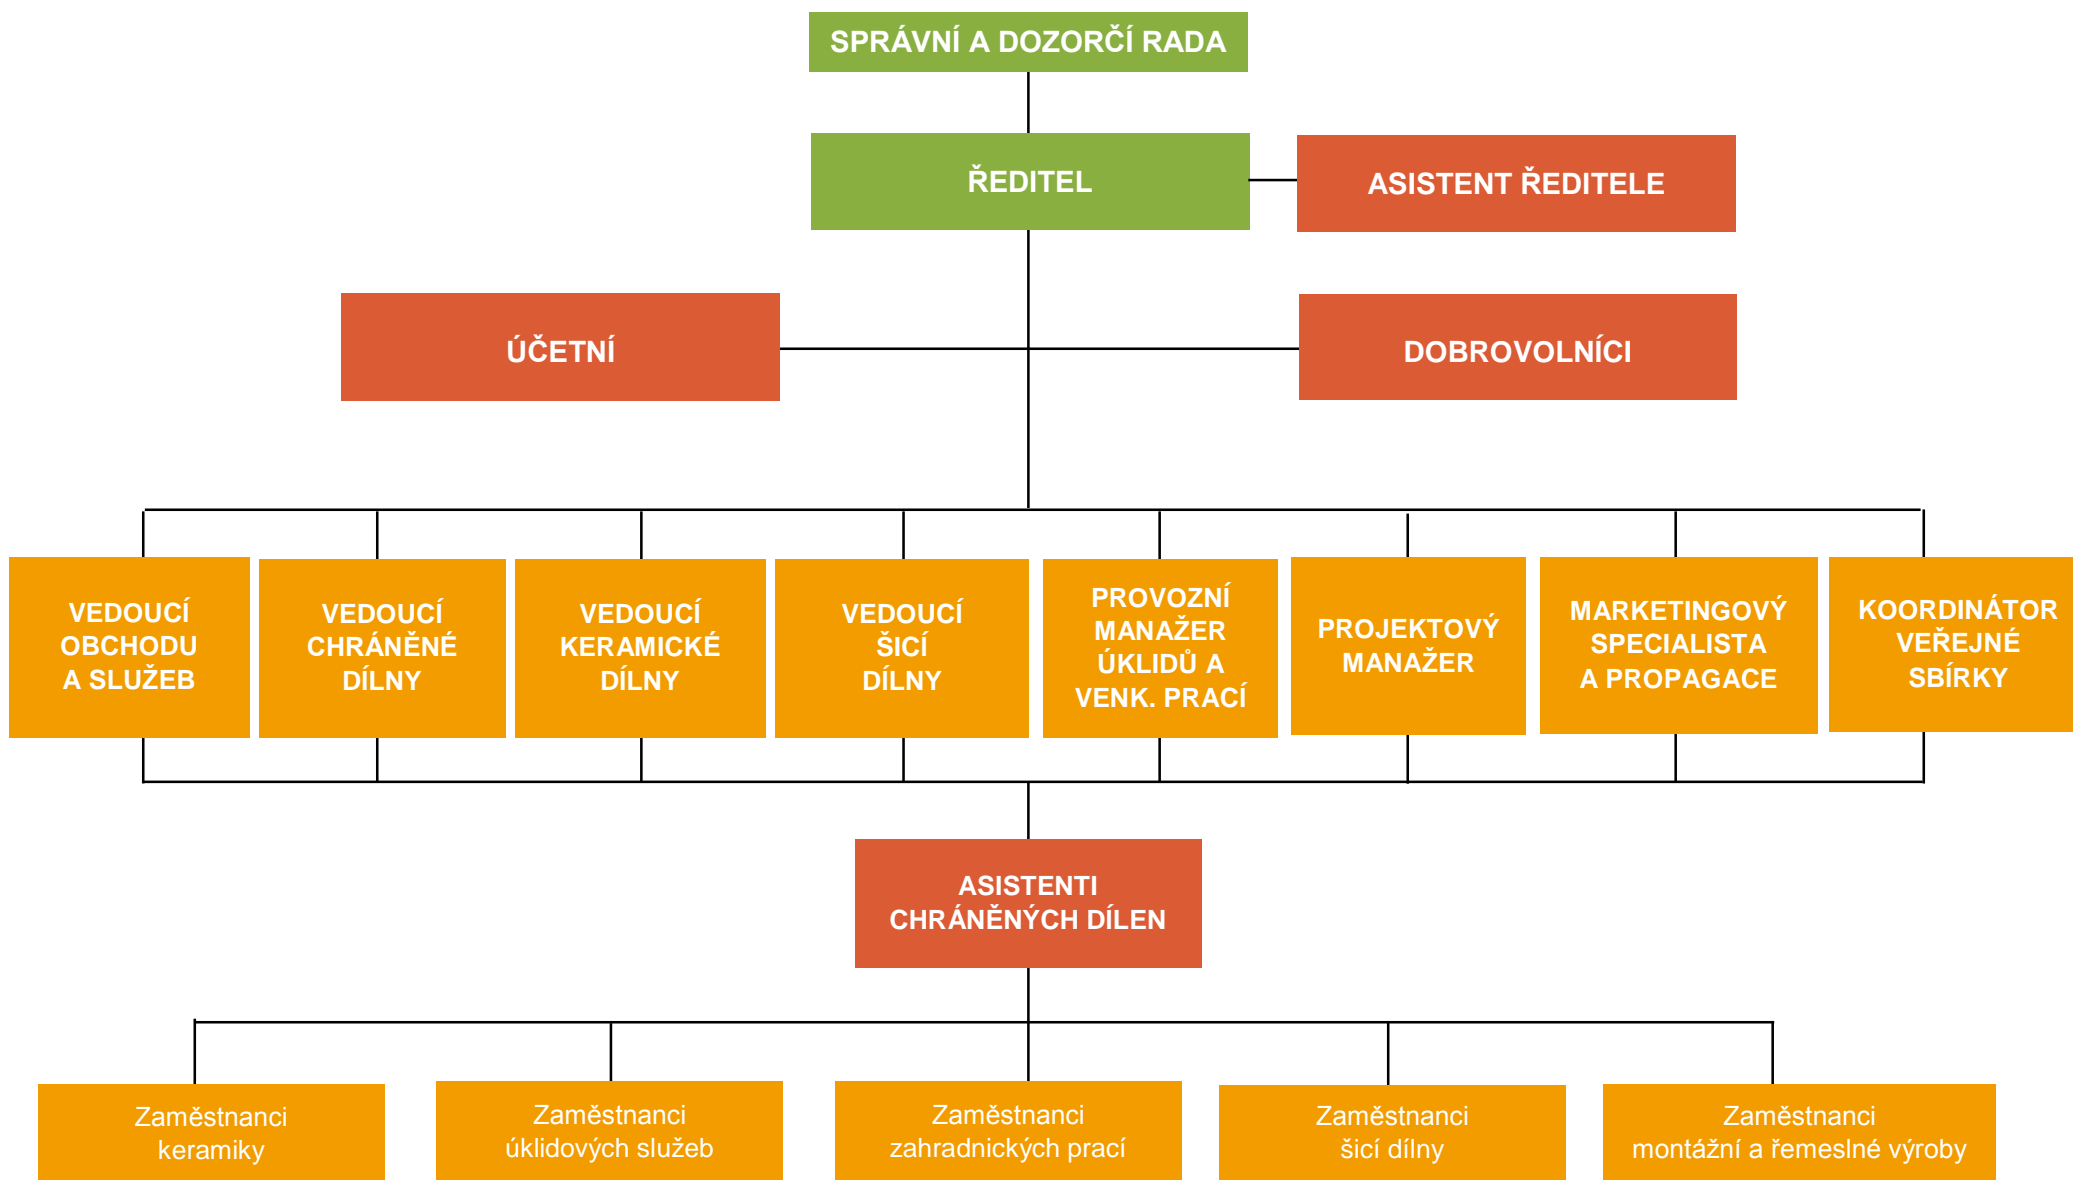 SPRÁVNÍ A DOZORČÍ RADA
ŘEDITEL
ASISTENT ŘEDITELE
ÚČETNÍ
DOBROVOLNÍCI
VEDOUCÍ
OBCHODU
A SLUŽEB
VEDOUCÍ
CHRÁNĚNÉ
DÍLNY
VEDOUCÍ
KERAMICKÉ
DÍLNY
VEDOUCÍ
ŠICÍ
DÍLNY
PROVOZNÍ
MANAŽER
ÚKLIDŮ A
VENK. PRACÍ
PROJEKTOVÝ
MANAŽER
MARKETINGOVÝ
SPECIALISTA
A PROPAGACE
KOORDINÁTOR
VEŘEJNÉ
SBÍRKY
ASISTENTI
CHRÁNĚNÝCH DÍLEN
Zaměstnanci
keramiky
Zaměstnanci
úklidových služeb
Zaměstnanci
zahradnických prací
Zaměstnanci
šicí dílny
Zaměstnanci
montážní a řemeslné výroby